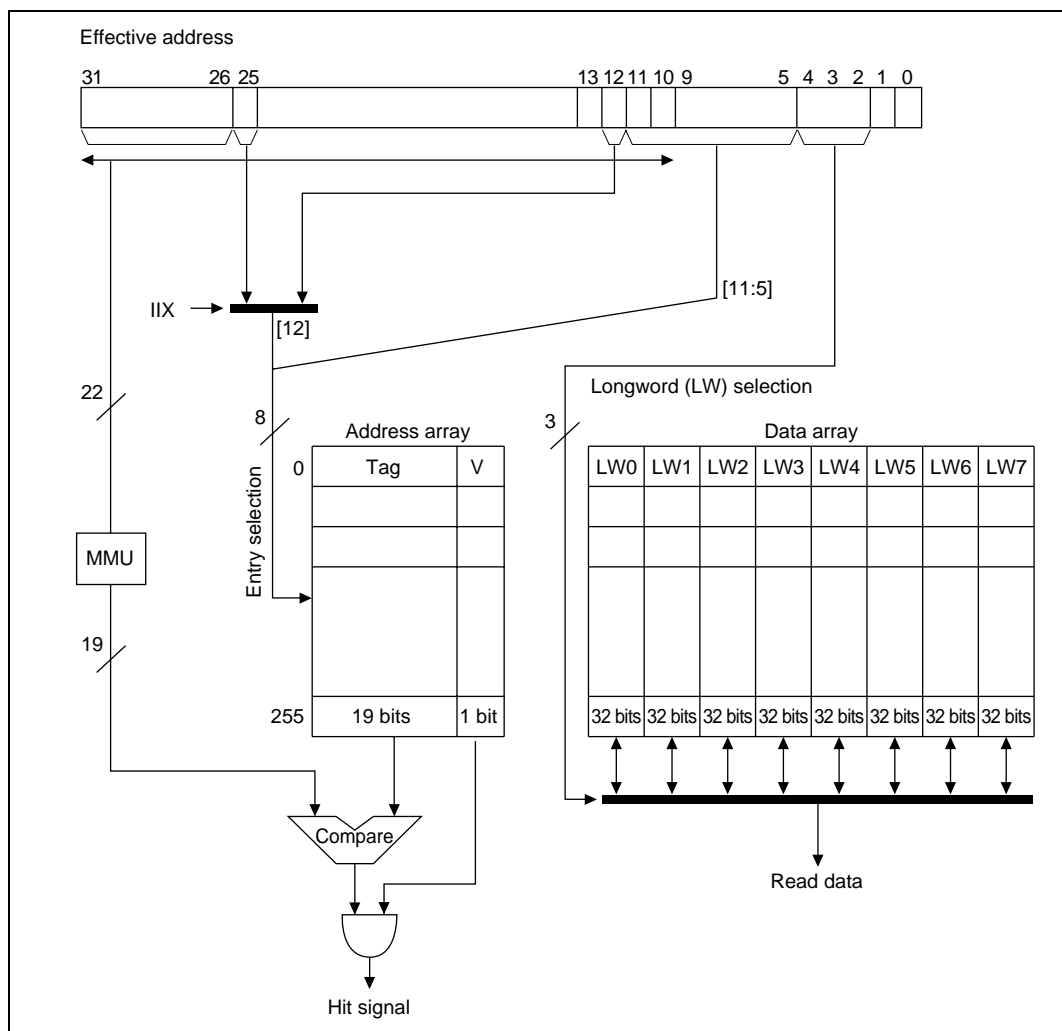 Effective address
31 26 25 13 12 11 10 9 5 4 3 2 1 0
IIX
[12]
[11:5]
22
8
3
Longword (LW) selection
Entry selection
Address array
Data array
0 Tag V
LW0 LW1 LW2 LW3 LW4 LW5 LW6 LW7
MMU
19
255 19 bits 1 bit
32 bits 32 bits 32 bits 32 bits 32 bits 32 bits 32 bits 32 bits
Compare
Read data
Hit signal